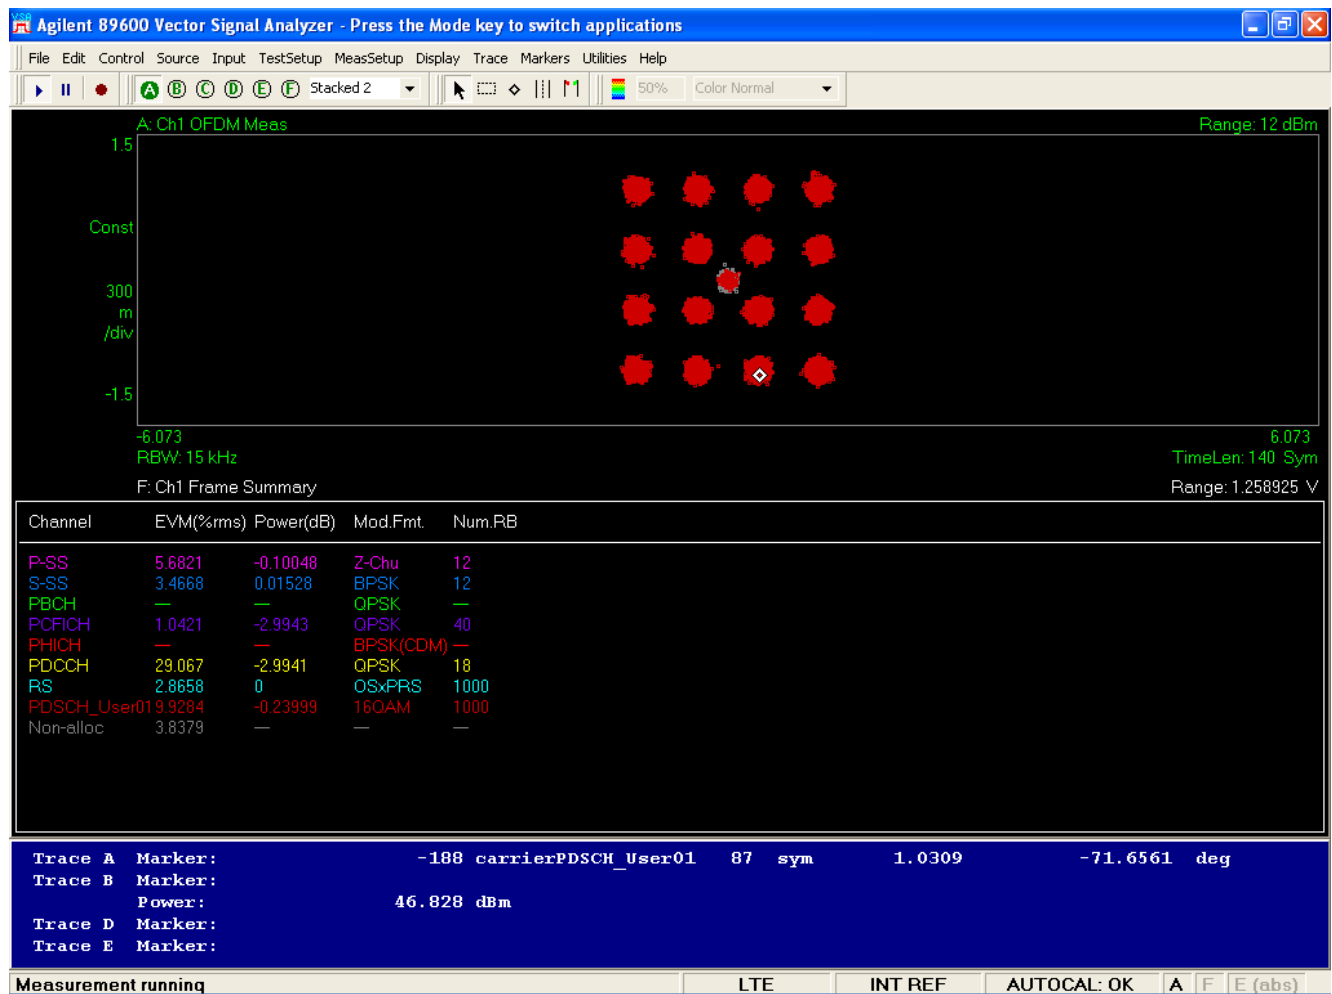 Agilent 89600 Vector Signal Analyzer - Press the Mode key to switch applications
File Edit Control Source Input TestSetup MeasSetup Display Trace Markers Utilities Help
A B C D E F Stacked 2 50% Color Normal
A: Ch1 OFDM Meas Range: 12 dBm
1.5
Const
300
m
/div
-1.5
-6.073 6.073
RBW: 15 kHz TimeLen: 140 Sym
F: Ch1 Frame Summary Range: 1.258925 V
Channel EVM(%rms) Power(dB) Mod.Fmt. Num.RB
P-SS 5.6821 -0.10048 Z-Chu 12
S-SS 3.4668 0.01528 BPSK 12
PBCH — — QPSK —
PCFICH 1.0421 -2.9943 QPSK 40
PHICH — — BPSK(CDM) —
PDCCH 29.067 -2.9941 QPSK 18
RS 2.8658 0 OSxPRS 1000
PDSCH_User01 9.9284 -0.23999 16QAM 1000
Non-alloc 3.8379 — — —
Trace A Marker: -188 carrierPDSCH_User01 87 sym 1.0309 -71.6561 deg
Trace B Marker:
Power: 46.828 dBm
Trace D Marker:
Trace E Marker:
Measurement running LTE INT REF AUTOCAL: OK A F E (abs)